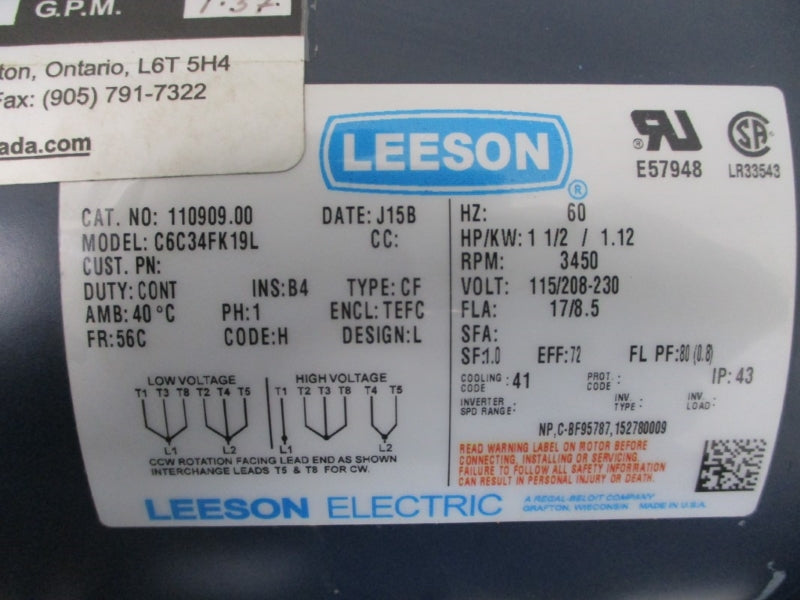 G.P.M. 1.37
ton, Ontario, L6T 5H4
Fax: (905) 791-7322
ada.com
LEESON ®
E57948
LR33543
CAT. NO: 110909.00 DATE: J15B
MODEL: C6C34FK19L CC:
CUST. PN:
DUTY: CONT INS: B4 TYPE: CF
AMB: 40 °C PH: 1 ENCL: TEFC
FR: 56C CODE: H DESIGN: L
HZ: 60
HP/KW: 1 1/2 / 1.12
RPM: 3450
VOLT: 115/208-230
FLA: 17/8.5
SFA:
SF: 1.0 EFF: 72 FL PF: 80 (0.8)
COOLING CODE : 41 PROT. CODE : IP: 43
INVERTER SPD RANGE : INV. TYPE : INV. LOAD :
NP,C-BF95787,152780009
LOW VOLTAGE
T1 T3 T8 T2 T4 T5
L1 L2
HIGH VOLTAGE
T1 T2 T3 T8 T4 T5
L1 L2
CCW ROTATION FACING LEAD END AS SHOWN
INTERCHANGE LEADS T5 & T8 FOR CW.
READ WARNING LABEL ON MOTOR BEFORE
CONNECTING, INSTALLING OR SERVICING.
FAILURE TO FOLLOW ALL SAFETY INFORMATION
CAN RESULT IN PERSONAL INJURY OR DEATH.
LEESON ELECTRIC
A REGAL-BELOIT COMPANY
GRAFTON, WISCONSIN MADE IN U.S.A.